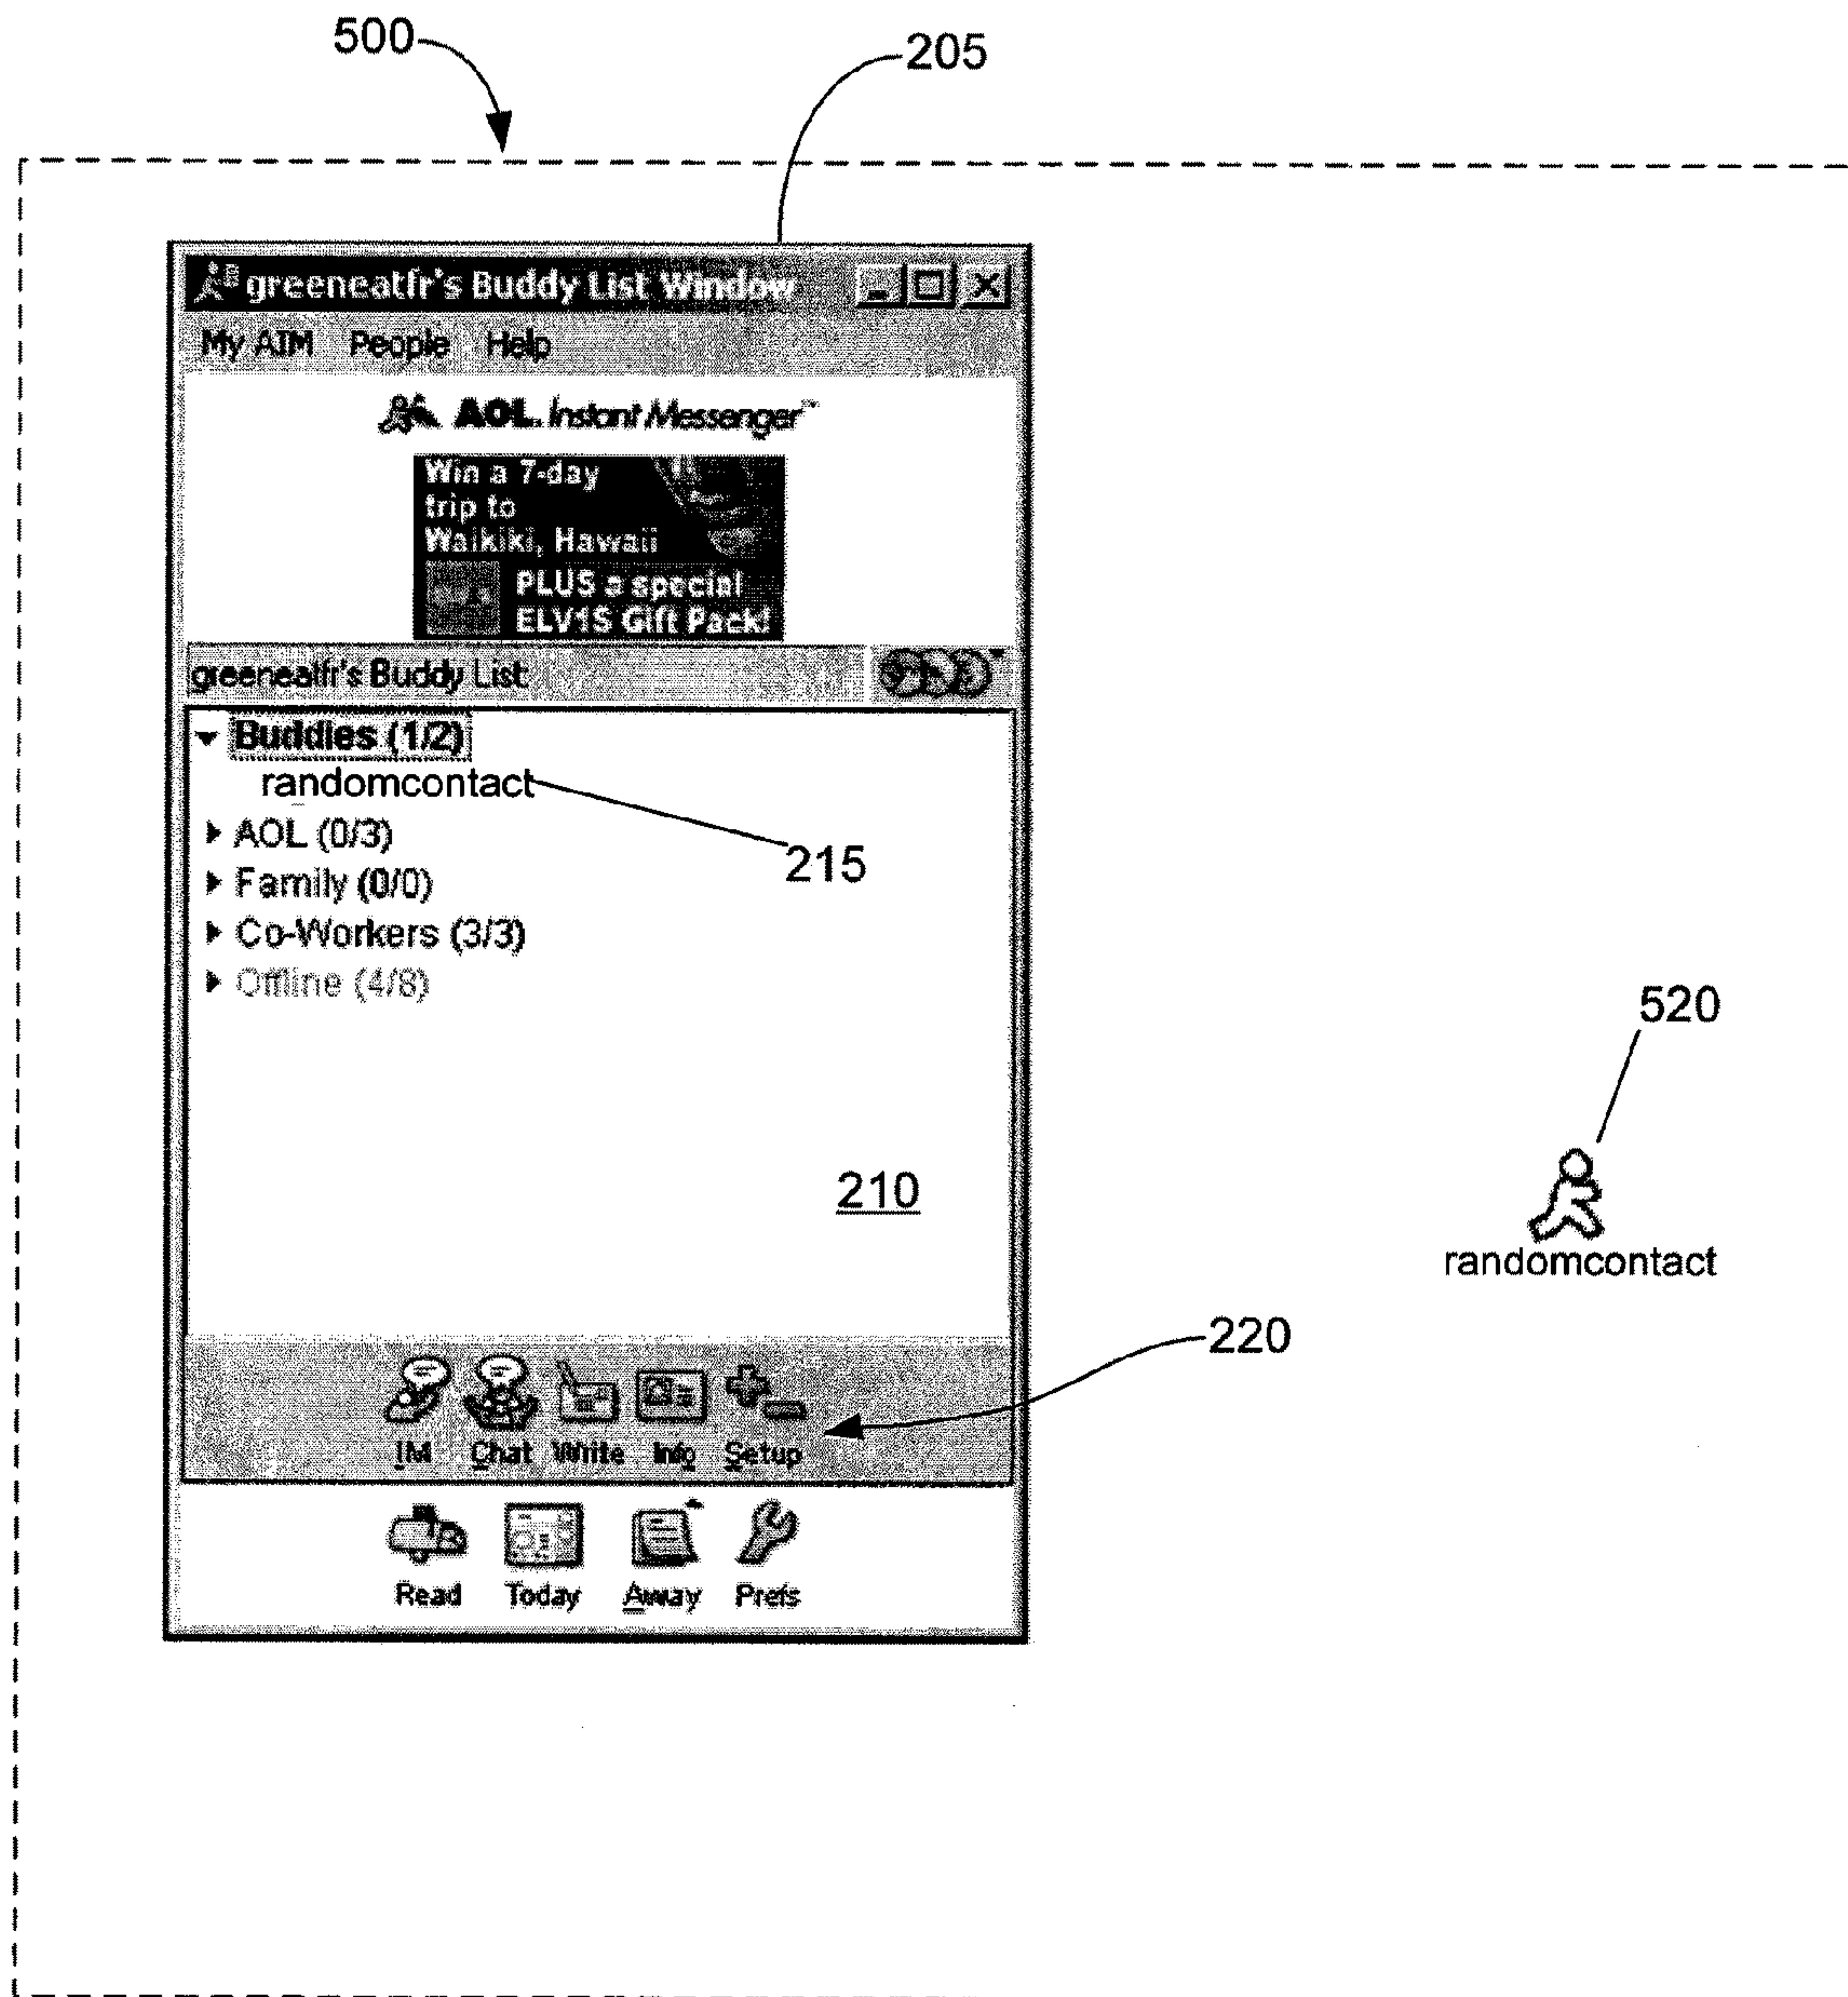 500
205
greeneatfr's Buddy List Window
My AIM People Help
AOL Instant Messenger™
Win a 7-day
trip to
Waikiki, Hawaii
PLUS a special
ELV1S Gift Pack!
greeneatfr's Buddy List
Buddies (1/2)
randomcontact
AOL (0/3)
215
Family (0/0)
Co-Workers (3/3)
Offline (4/8)
520
210
randomcontact
220
IM Chat Write Info Setup
Read Today Away Prefs